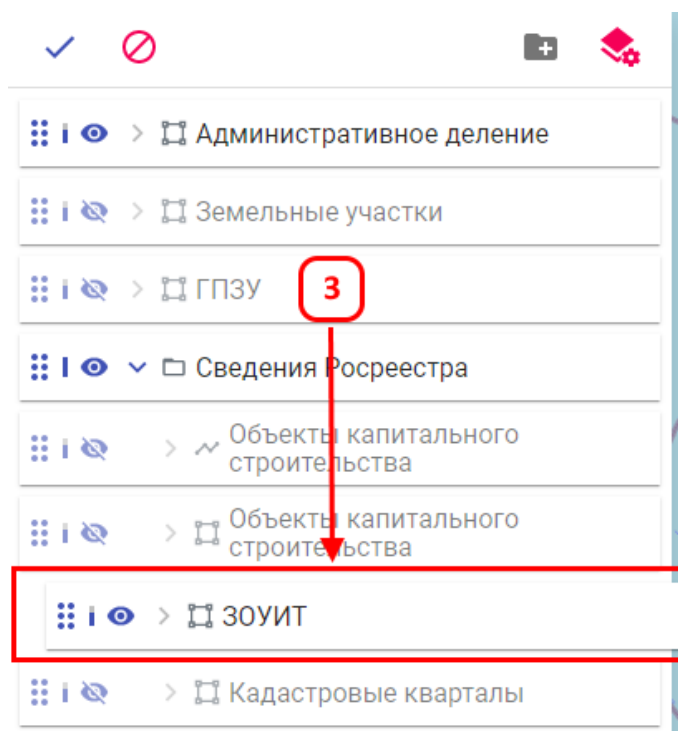 Административное деление
Земельные участки
ГПЗУ
3
Сведения Росреестра
Объекты капитального
строительства
Объекты капитального
строительства
ЗОУИТ
Кадастровые кварталы